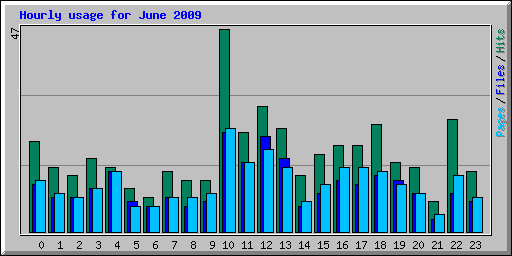 Hourly usage for June 2009
47
Pages / Files / Hits
0 1 2 3 4 5 6 7 8 9 10 11 12 13 14 15 16 17 18 19 20 21 22 23